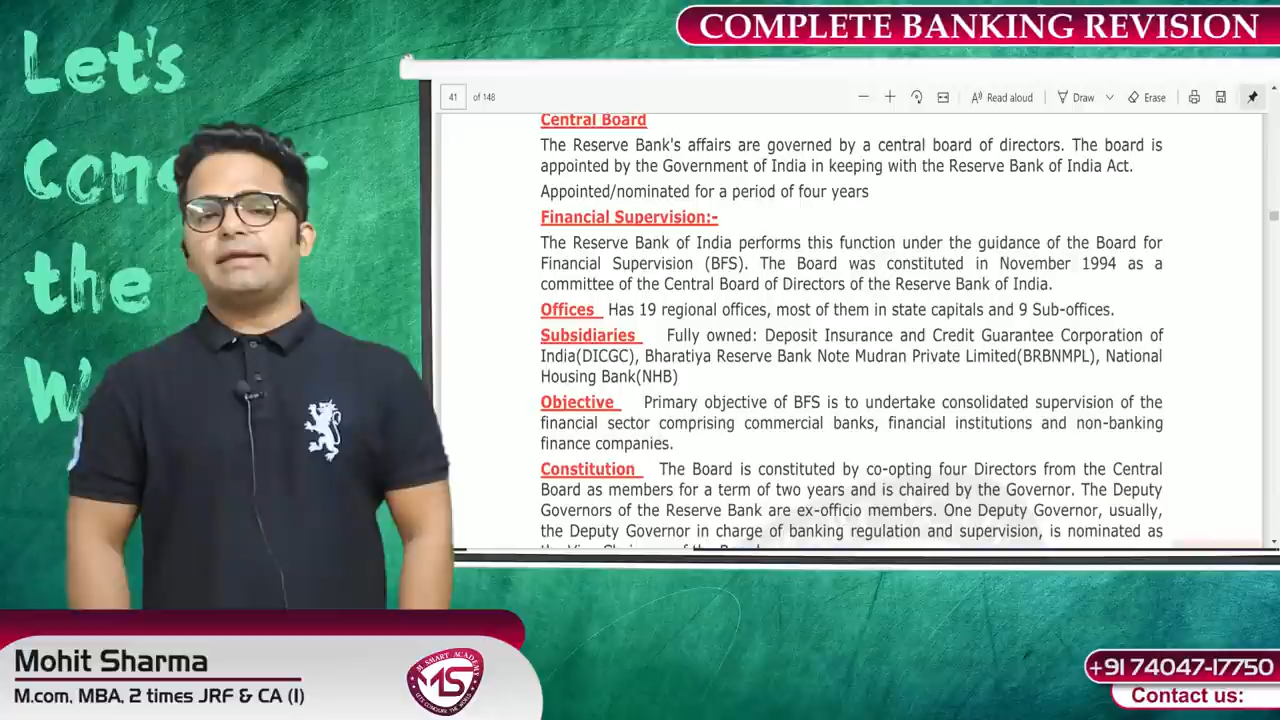 COMPLETE BANKING REVISION
Let's
the
41 of 148
Read aloud
Draw
Erase
Central Board
The Reserve Bank's affairs are governed by a central board of directors. The board is
appointed by the Government of India in keeping with the Reserve Bank of India Act.
Appointed/nominated for a period of four years
Financial Supervision:-
The Reserve Bank of India performs this function under the guidance of the Board for
Financial Supervision (BFS). The Board was constituted in November 1994 as a
committee of the Central Board of Directors of the Reserve Bank of India.
Offices Has 19 regional offices, most of them in state capitals and 9 Sub-offices.
Subsidiaries Fully owned: Deposit Insurance and Credit Guarantee Corporation of
India(DICGC), Bharatiya Reserve Bank Note Mudran Private Limited(BRBNMPL), National
Housing Bank(NHB)
Objective Primary objective of BFS is to undertake consolidated supervision of the
financial sector comprising commercial banks, financial institutions and non-banking
finance companies.
Constitution The Board is constituted by co-opting four Directors from the Central
Board as members for a term of two years and is chaired by the Governor. The Deputy
Governors of the Reserve Bank are ex-officio members. One Deputy Governor, usually,
the Deputy Governor in charge of banking regulation and supervision, is nominated as
Mohit Sharma
M.com, MBA, 2 times JRF & CA (I)
M SMART ACADEMY
MS
+91 74047-17750
Contact us: